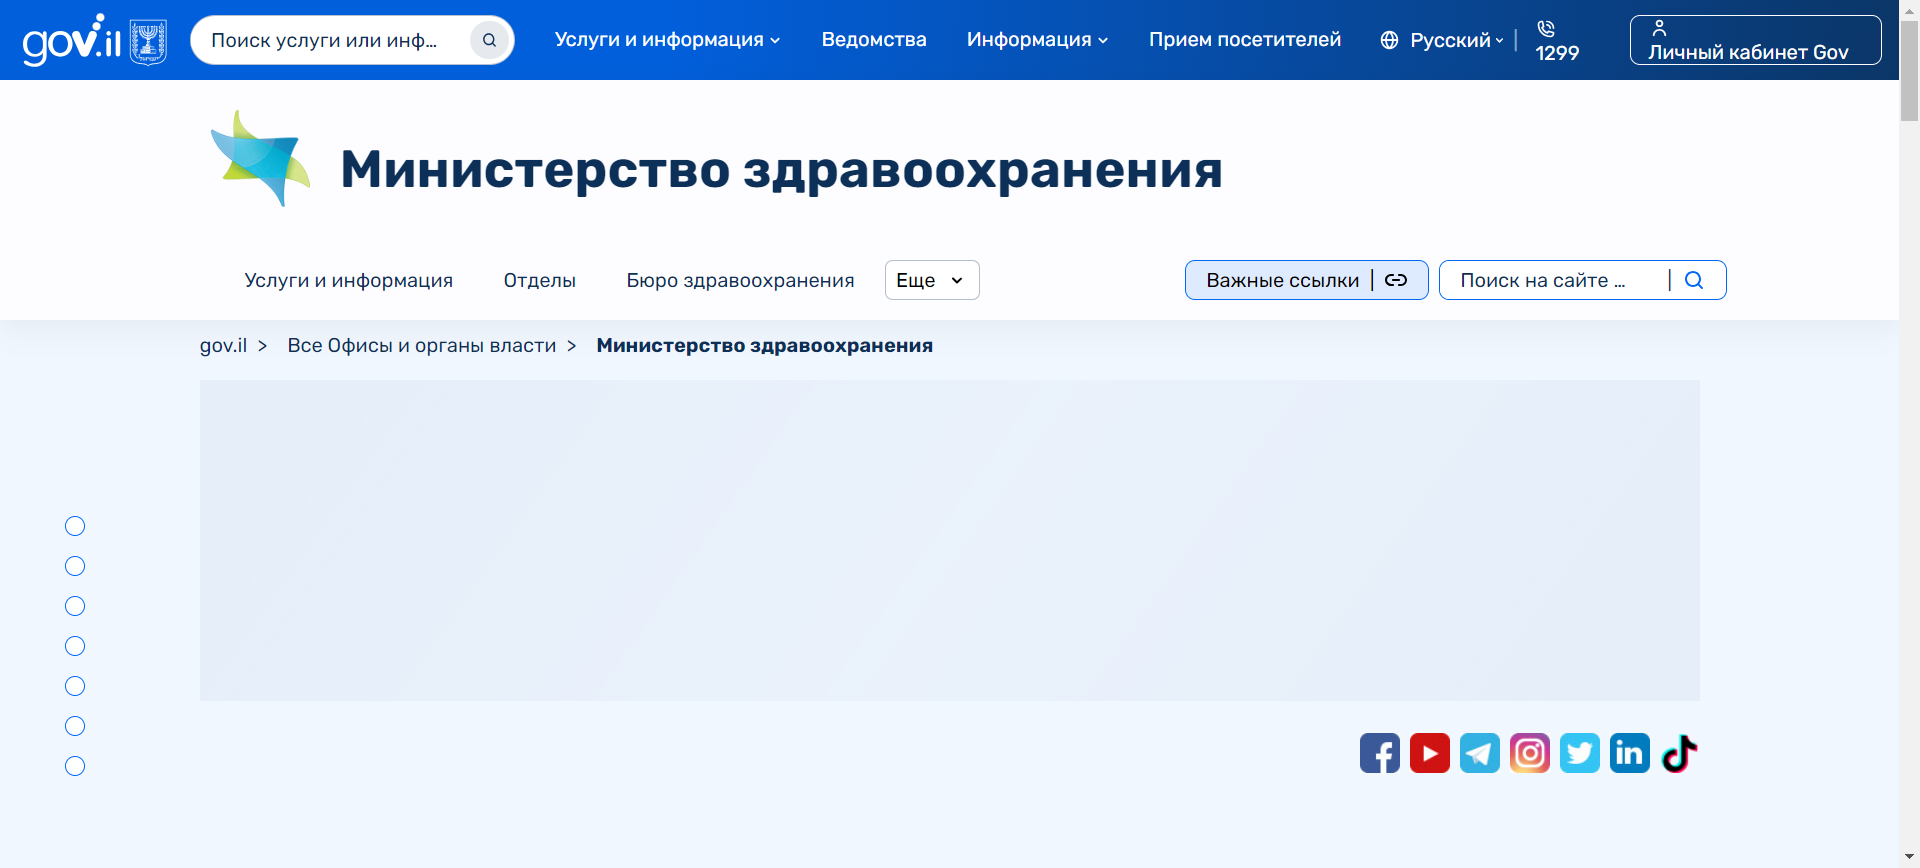 gov.il
Поиск услуги или инф...
Услуги и информация
Ведомства
Информация
Прием посетителей
Русский
1299
Личный кабинет Gov
Министерство здравоохранения
Услуги и информация
Отделы
Бюро здравоохранения
Еще
Важные ссылки
Поиск на сайте ...
gov.il > Все Офисы и органы власти > Министерство здравоохранения